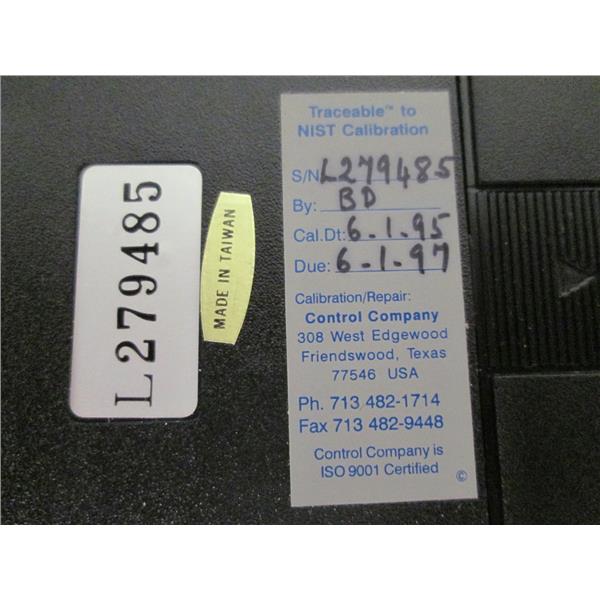 L279485
MADE IN TAIWAN
Traceable™ to
NIST Calibration
S/N L279485
By: BD
Cal.Dt: 6-1-95
Due: 6-1-97
Calibration/Repair:
Control Company
308 West Edgewood
Friendswood, Texas
77546 USA
Ph. 713 482-1714
Fax 713 482-9448
Control Company is
ISO 9001 Certified
©